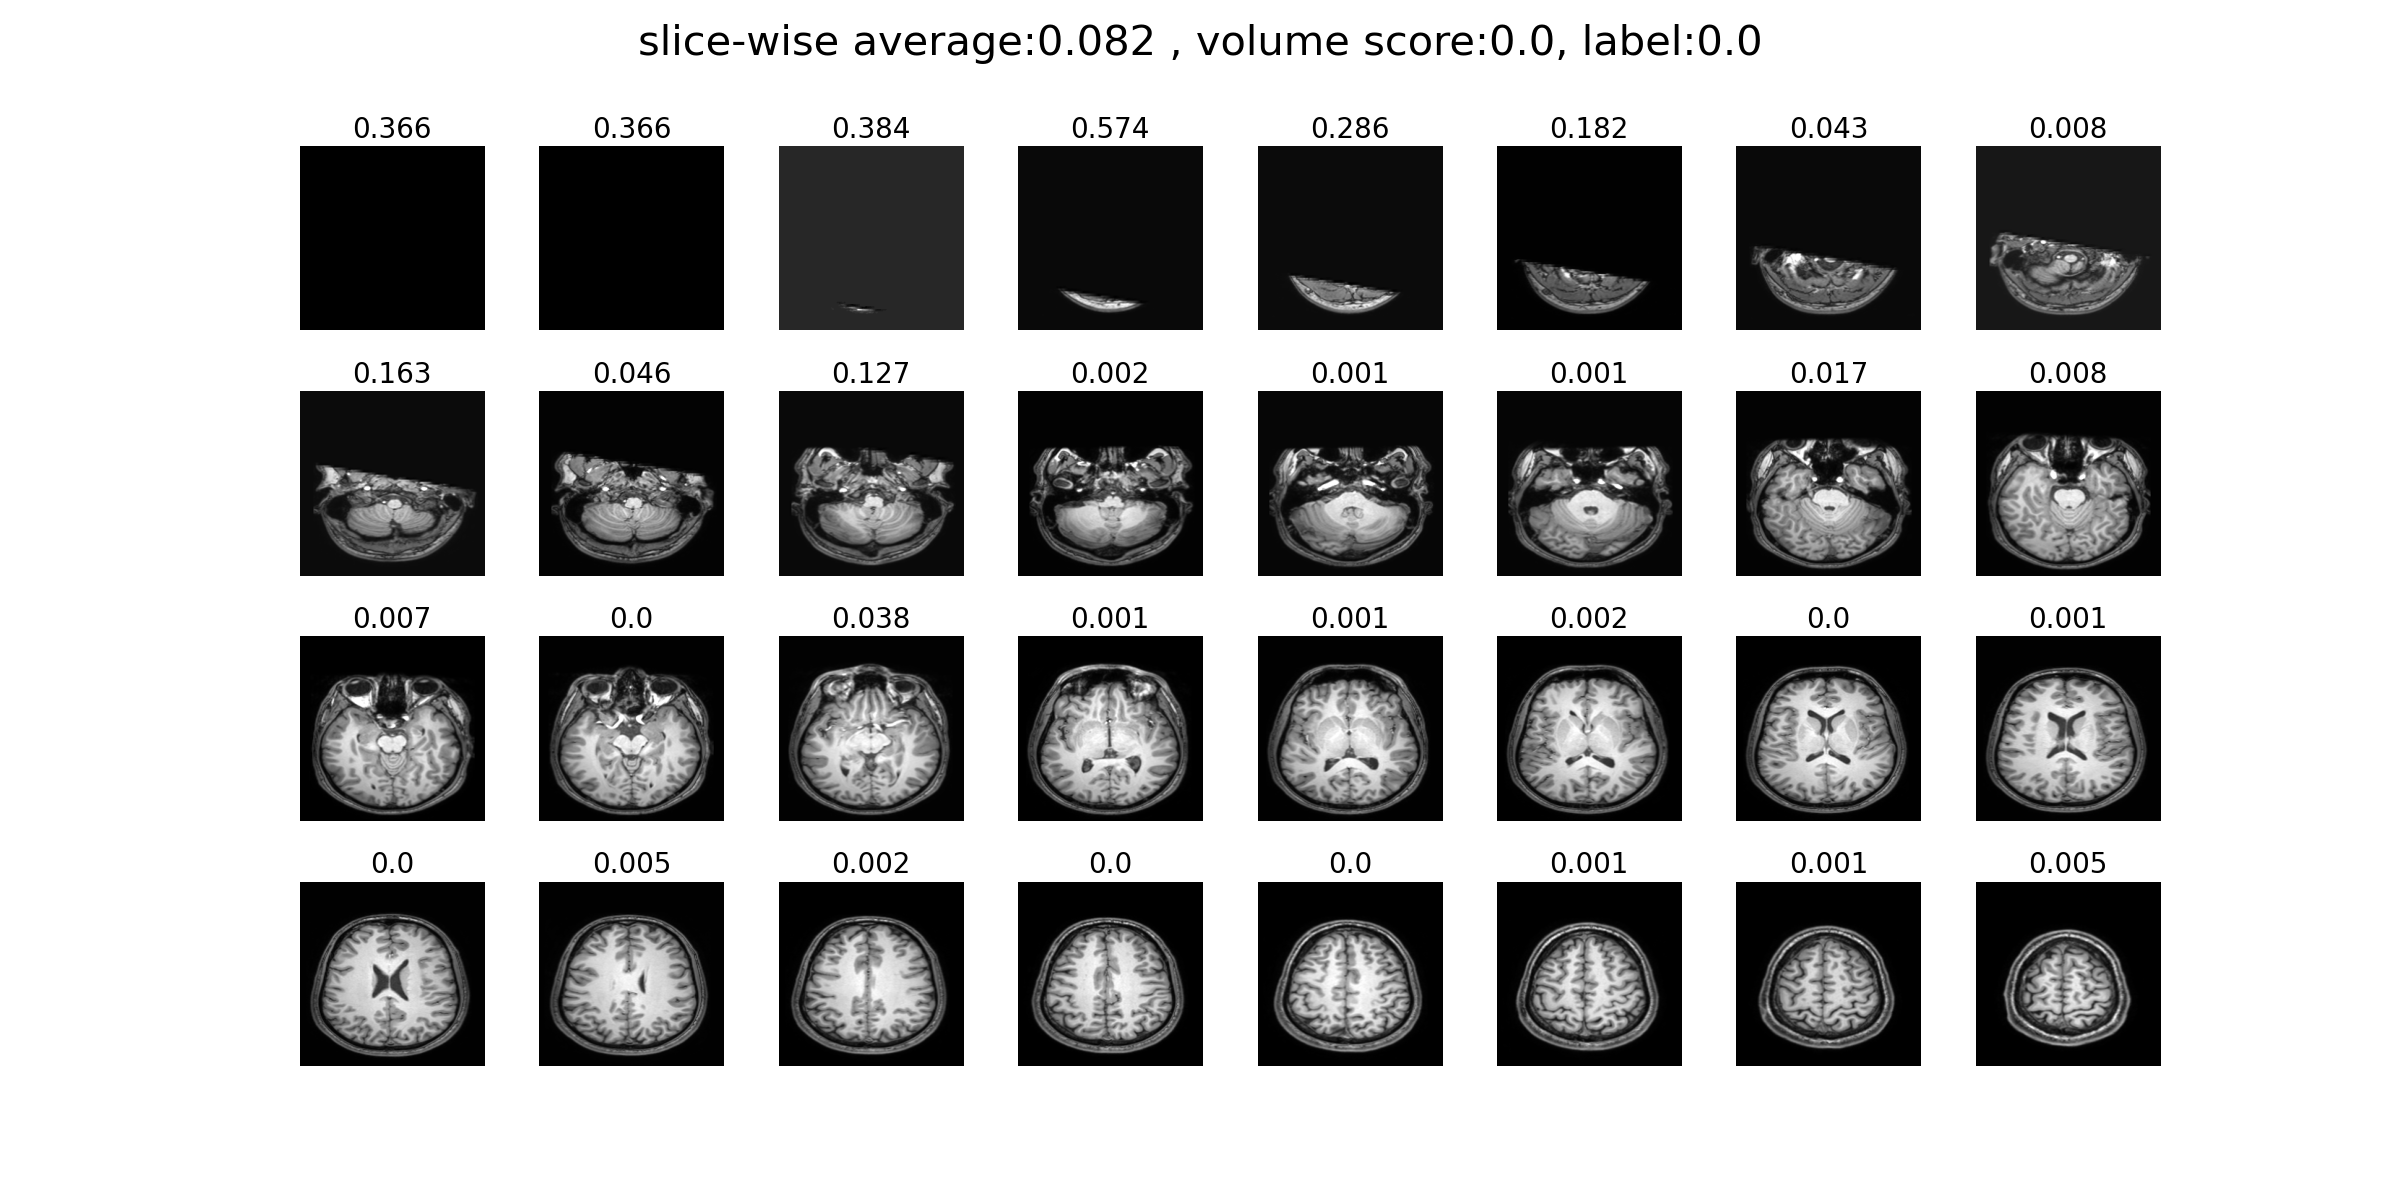 slice-wise average:0.082 , volume score:0.0, label:0.0
0.366 0.366 0.384 0.574 0.286 0.182 0.043 0.008
0.163 0.046 0.127 0.002 0.001 0.001 0.017 0.008
0.007 0.0 0.038 0.001 0.001 0.002 0.0 0.001
0.0 0.005 0.002 0.0 0.0 0.001 0.001 0.005